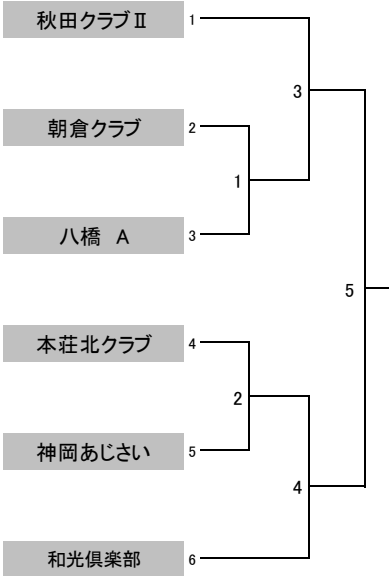 秋田クラブⅡ 1
3
朝倉クラブ 2
1
八橋 A 3
5
本荘北クラブ 4
2
神岡あじさい 5
4
和光倶楽部 6